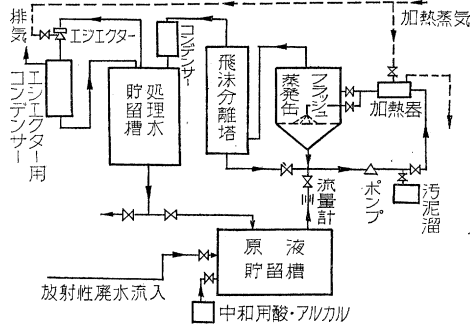 排気
エジェクター
コンデンサー
加熱蒸気
エジェクター用
コンデンサー
処理水
貯留槽
飛沫分離塔
フラッシュ
蒸発缶
加熱器
流量計
ポンプ
汚泥溜
原液
貯留槽
放射性廃水流入
中和用酸・アルカル